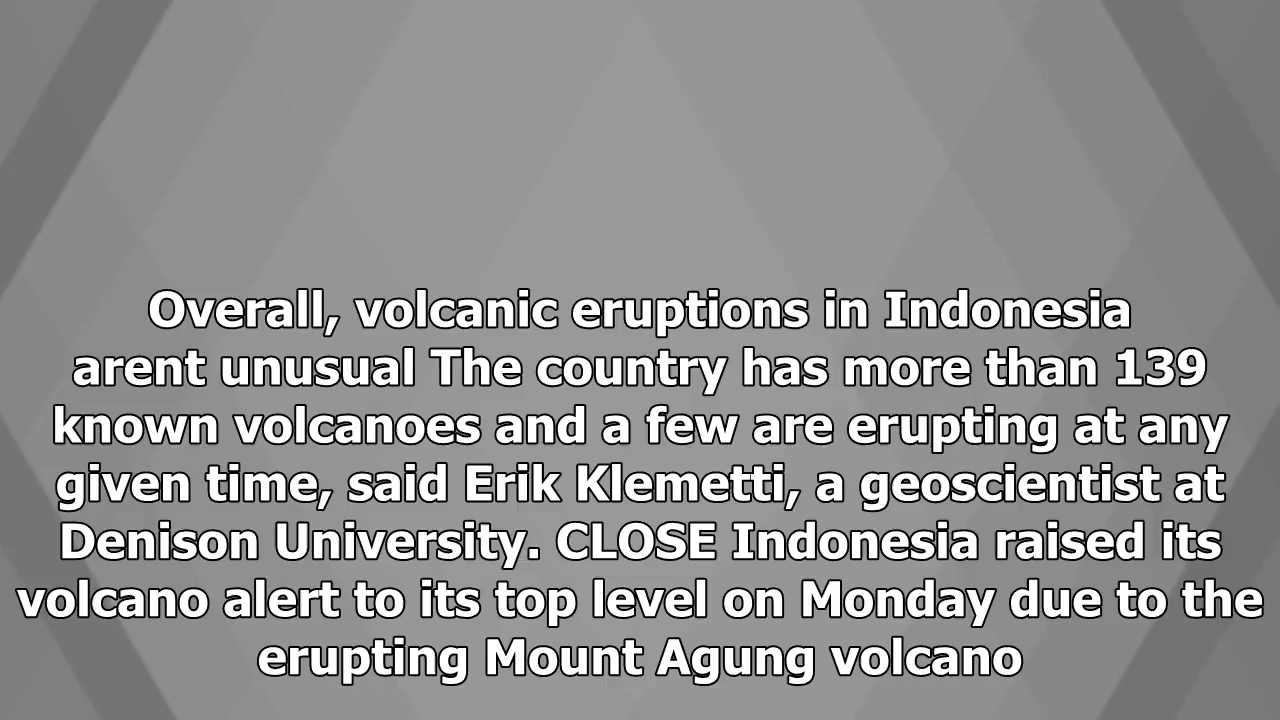 Overall, volcanic eruptions in Indonesia
arent unusual The country has more than 139
known volcanoes and a few are erupting at any
given time, said Erik Klemetti, a geoscientist at
Denison University. CLOSE Indonesia raised its
volcano alert to its top level on Monday due to the
erupting Mount Agung volcano